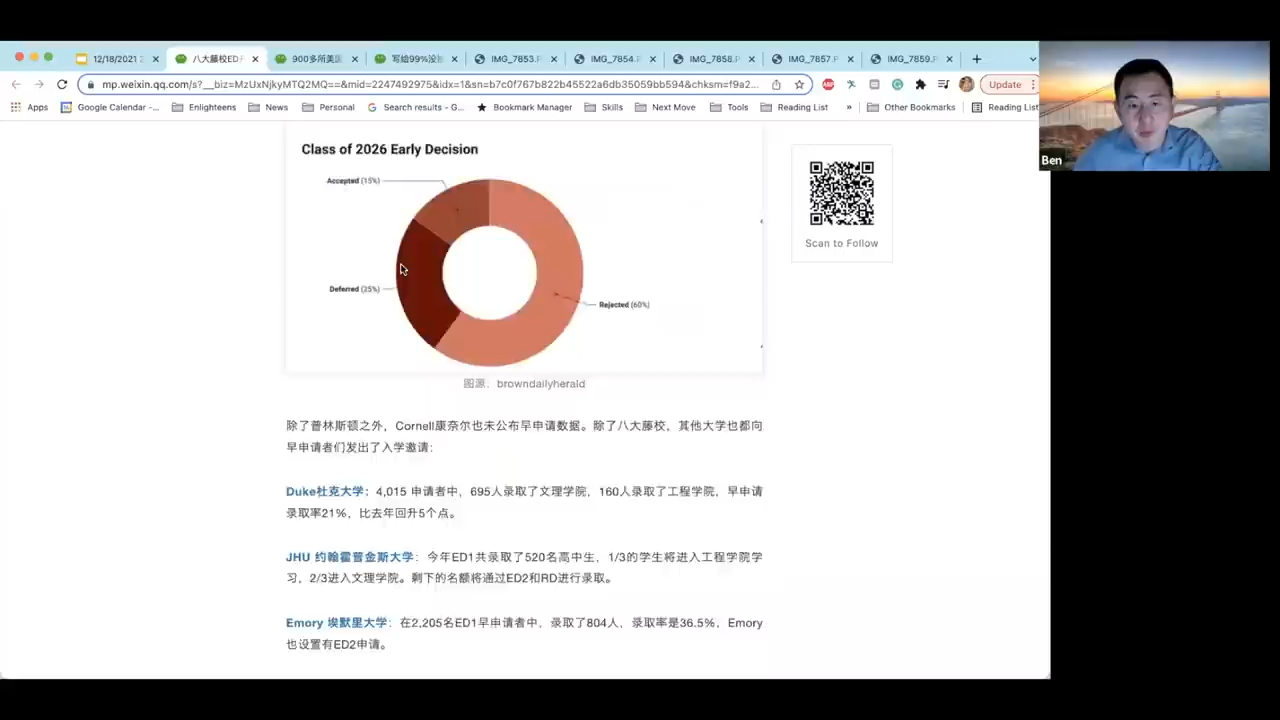 12/18/2021
八大藤校ED
900多所美
写给99%
IMG_7853.
IMG_7854.
IMG_7858.
IMG_7857.
IMG_7859.
mp.weixin.qq.com/s?__biz=MzUxNjkyMTQ2MQ==&mid=2247492975&idx=1&sn=b7c0f767b822b45522a6db35059bb594&chksm=f9a2...
Update
Apps
Google Calendar -...
Enlighteens
News
Personal
Search results - G...
Bookmark Manager
Skills
Next Move
Tools
Reading List
»
Other Bookmarks
Reading List
Ben
Class of 2026 Early Decision
Accepted (15%)
Deferred (25%)
Rejected (60%)
Scan to Follow
图源：browndailyherald
除了普林斯顿之外，Cornell康奈尔也未公布早申请数据。除了八大藤校，其他大学也都向
早申请者们发出了入学邀请：
Duke杜克大学：4,015 申请者中，695人录取了文理学院，160人录取了工程学院，早申请
录取率21%，比去年回升5个点。
JHU 约翰霍普金斯大学：今年ED1共录取了520名高中生，1/3的学生将进入工程学院学
习，2/3进入文理学院。剩下的名额将通过ED2和RD进行录取。
Emory 埃默里大学：在2,205名ED1早申请者中，录取了804人，录取率是36.5%，Emory
也设置有ED2申请。